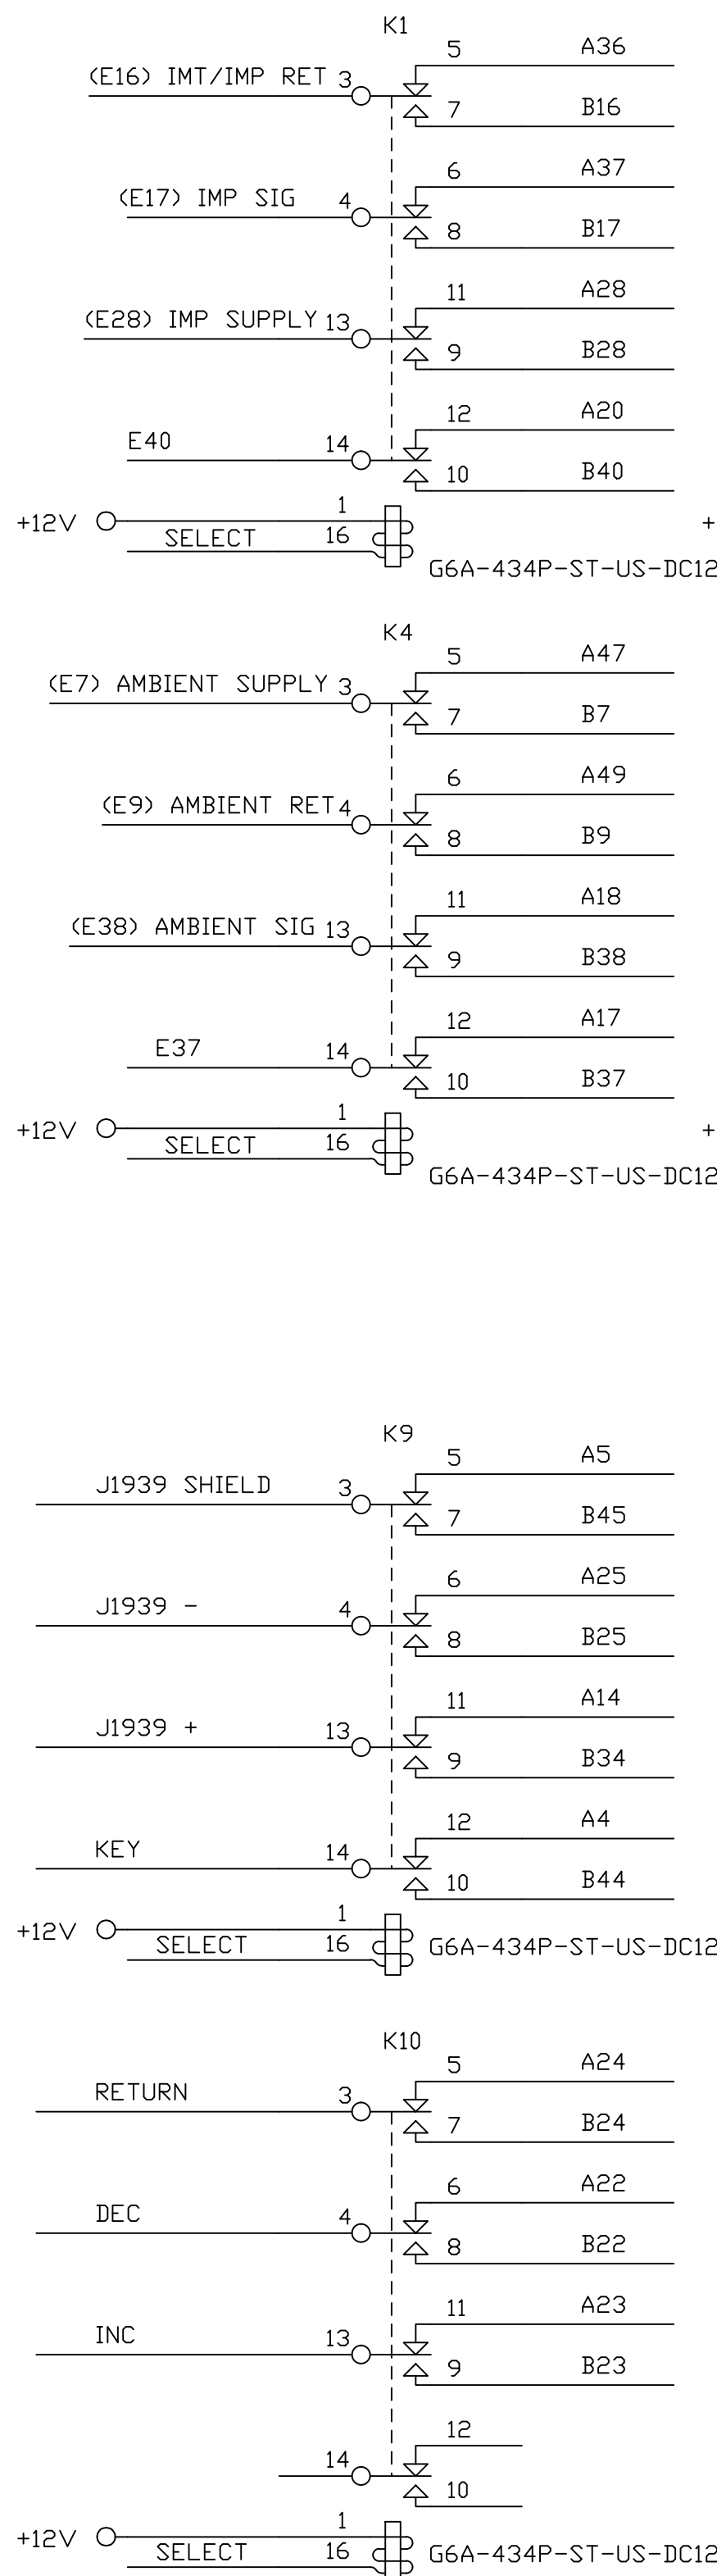 K1
5 A36
(E16) IMT/IMP RET 3
7 B16
6 A37
(E17) IMP SIG 4
8 B17
11 A28
(E28) IMP SUPPLY 13
9 B28
12 A20
E40 14
10 B40
+12V 1
SELECT 16
+
G6A-434P-ST-US-DC12
K4
5 A47
(E7) AMBIENT SUPPLY 3
7 B7
6 A49
(E9) AMBIENT RET 4
8 B9
11 A18
(E38) AMBIENT SIG 13
9 B38
12 A17
E37 14
10 B37
+12V 1
SELECT 16
+
G6A-434P-ST-US-DC12
K9
5 A5
J1939 SHIELD 3
7 B45
6 A25
J1939 - 4
8 B25
11 A14
J1939 + 13
9 B34
12 A4
KEY 14
10 B44
+12V 1
SELECT 16
G6A-434P-ST-US-DC12
K10
5 A24
RETURN 3
7 B24
6 A22
DEC 4
8 B22
11 A23
INC 13
9 B23
12
14
10
+12V 1
SELECT 16
G6A-434P-ST-US-DC12